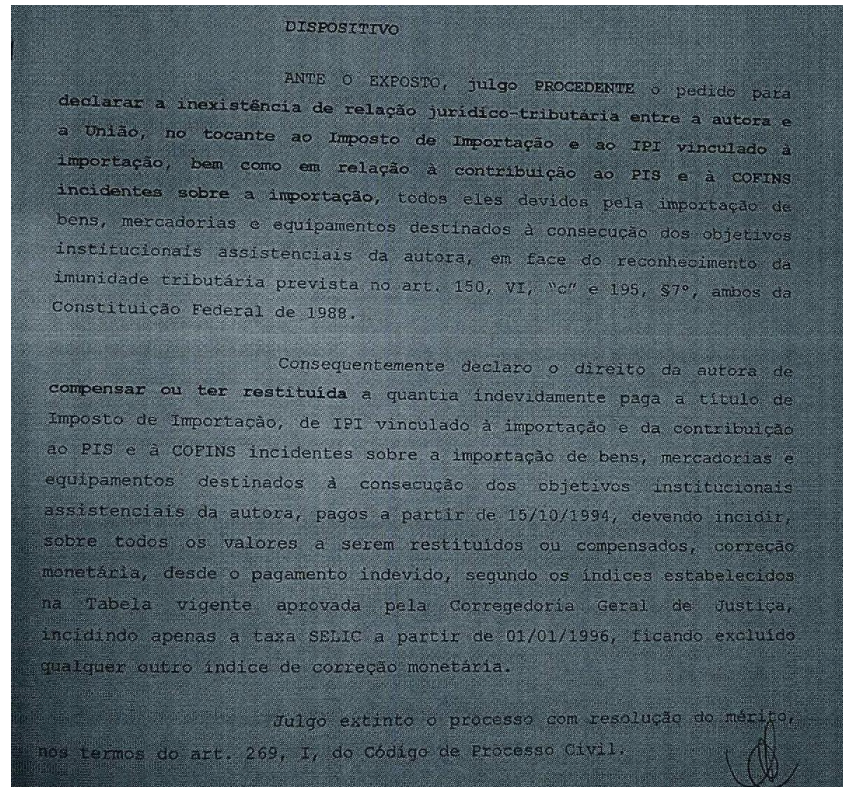 DISPOSITIVO
ANTE O EXPOSTO, julgo PROCEDENTE o pedido para
declarar a inexistência de relação jurídico-tributária entre a autora e
a União, no tocante ao Imposto de Importação e ao IPI vinculado à
importação, bem como em relação à contribuição ao PIS e à COFINS
incidentes sobre a importação, todos eles devidos pela importação de
bens, mercadorias e equipamentos destinados à consecução dos objetivos
institucionais assistenciais da autora, em face do reconhecimento da
imunidade tributária prevista no art. 150, VI, "c" e 195, §7º, ambos da
Constituição Federal de 1988.
Consequentemente declaro o direito da autora de
compensar ou ter restituída a quantia indevidamente paga a título de
Imposto de Importação, de IPI vinculado à importação e da contribuição
ao PIS e à COFINS incidentes sobre a importação de bens, mercadorias e
equipamentos destinados à consecução dos objetivos institucionais
assistenciais da autora, pagos a partir de 15/10/1994, devendo incidir,
sobre todos os valores a serem restituídos ou compensados, correção
monetária, desde o pagamento indevido, segundo os índices estabelecidos
na Tabela vigente aprovada pela Corregedoria Geral de Justiça,
incidindo apenas a taxa SELIC a partir de 01/01/1996, ficando excluído
qualquer outro índice de correção monetária.
Julgo extinto o processo com resolução do mérito,
nos termos do art. 269, I, do Código de Processo Civil.